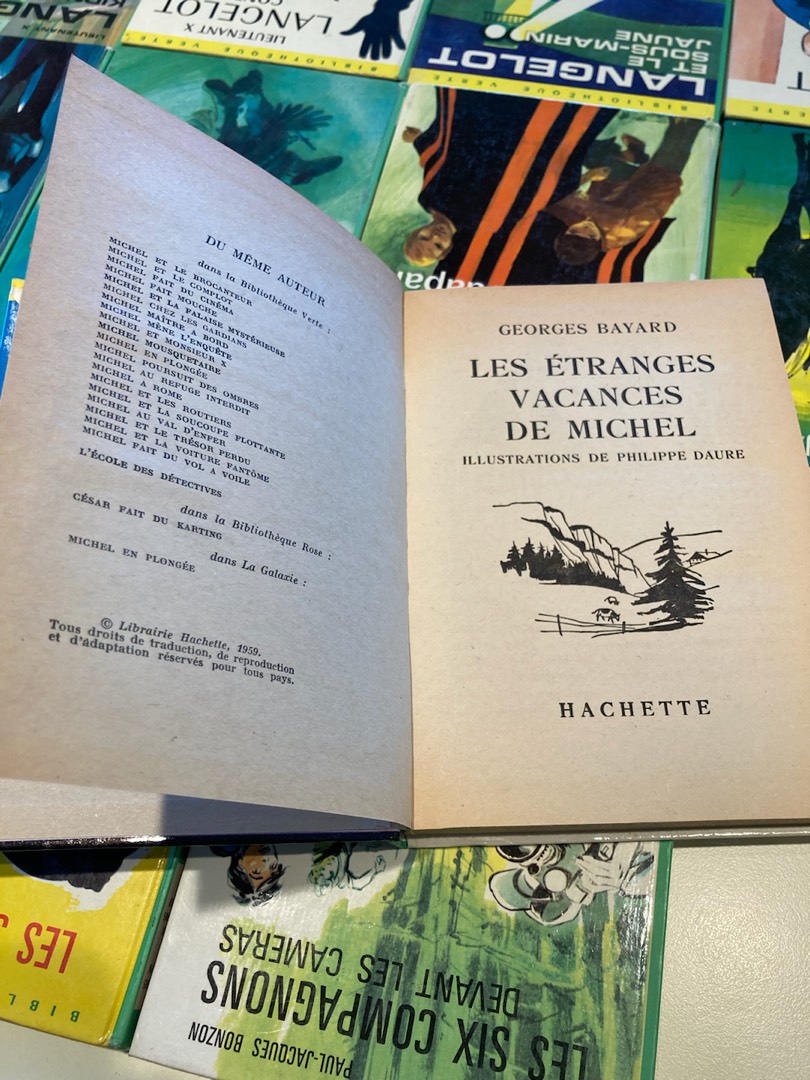 LIEUTENANT X
LANGELOT
BIBLIOTHÈQUE VERTE
LANGELOT
ET LE
SOUS-MARIN
JAUNE
BIBLIOTHÈQUE VERTE
DU MÊME AUTEUR
dans la Bibliothèque Verte :
MICHEL ET LE BROCANTEUR
MICHEL ET LE COMPLOT
MICHEL FAIT DU CINÉMA
MICHEL FAIT MOUCHE
MICHEL ET LA FALAISE MYSTÉRIEUSE
MICHEL CHEZ LES GARDIANS
MICHEL MAÎTRE A BORD
MICHEL MÈNE L'ENQUÊTE
MICHEL ET MONSIEUR X
MICHEL MOUSQUETAIRE
MICHEL EN PLONGÉE
MICHEL POURSUIT DES OMBRES
MICHEL AU REFUGE INTERDIT
MICHEL A ROME
MICHEL ET LES ROUTIERS
MICHEL ET LA SOUCOUPE FLOTTANTE
MICHEL AU VAL D'ENFER
MICHEL ET LE TRÉSOR PERDU
MICHEL ET LA VOITURE FANTÔME
MICHEL FAIT DU VOL A VOILE
L'ÉCOLE DES DÉTECTIVES
dans la Bibliothèque Rose :
CÉSAR FAIT DU KARTING
dans La Galaxie :
MICHEL EN PLONGÉE
© Librairie Hachette, 1959.
Tous droits de traduction, de reproduction
et d'adaptation réservés pour tous pays.
GEORGES BAYARD
LES ÉTRANGES
VACANCES
DE MICHEL
ILLUSTRATIONS DE PHILIPPE DAURE
HACHETTE
LES
PAUL-JACQUES BONZON
LES SIX COMPAGNONS
DEVANT LES CAMERAS